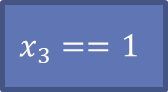 x₃ == 1